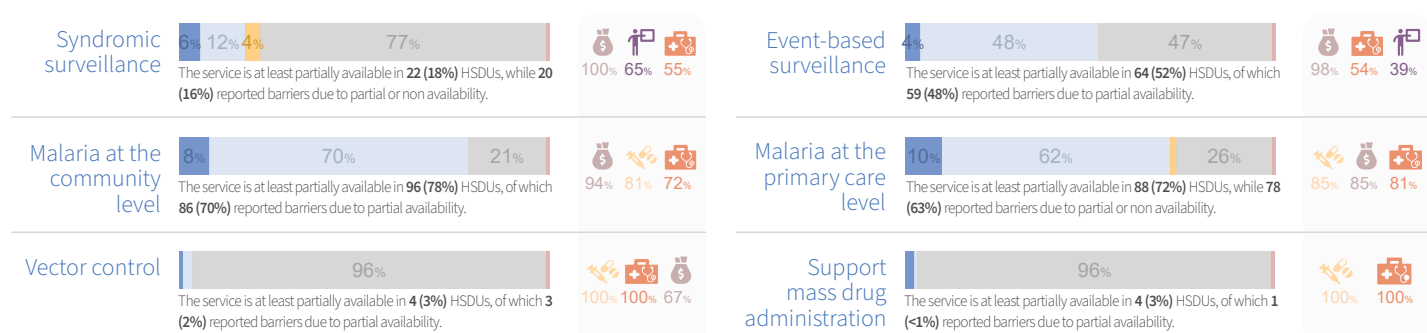 Syndromic
surveillance
6% 12% 4% 77%
The service is at least partially available in 22 (18%) HSDUs, while 20
(16%) reported barriers due to partial or non availability.
100% 65% 55%
Event-based
surveillance
4% 48% 47%
The service is at least partially available in 64 (52%) HSDUs, of which
59 (48%) reported barriers due to partial availability.
98% 54% 39%
Malaria at the
community
level
8% 70% 21%
The service is at least partially available in 96 (78%) HSDUs, of which
86 (70%) reported barriers due to partial availability.
94% 81% 72%
Malaria at the
primary care
level
10% 62% 26%
The service is at least partially available in 88 (72%) HSDUs, while 78
(63%) reported barriers due to partial or non availability.
85% 85% 81%
Vector control
96%
The service is at least partially available in 4 (3%) HSDUs, of which 3
(2%) reported barriers due to partial availability.
100% 100% 67%
Support
mass drug
administration
96%
The service is at least partially available in 4 (3%) HSDUs, of which 1
(<1%) reported barriers due to partial availability.
100% 100%